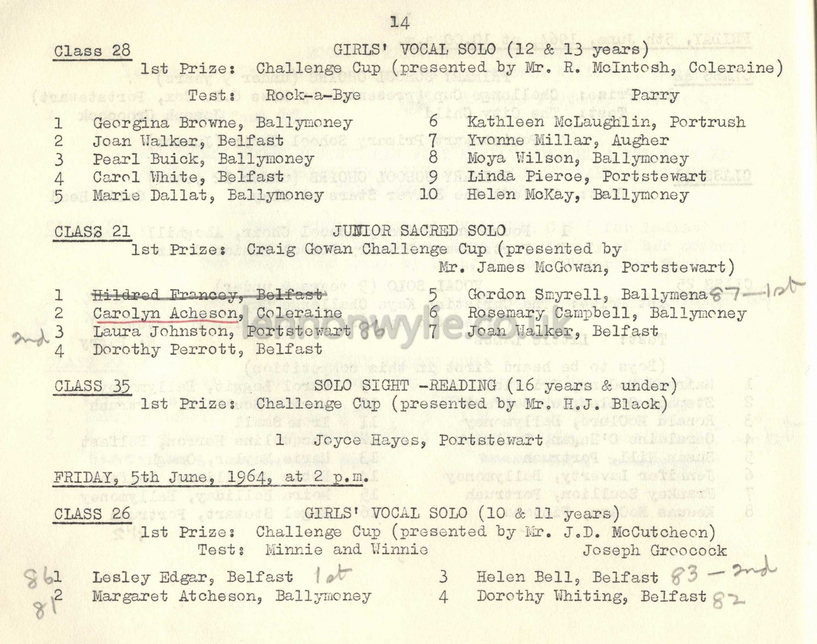 14
Class 28 GIRLS' VOCAL SOLO (12 & 13 years)
1st Prize: Challenge Cup (presented by Mr. R. McIntosh, Coleraine)
Test: Rock-a-Bye Parry
1 Georgina Browne, Ballymoney 6 Kathleen McLaughlin, Portrush
2 Joan Walker, Belfast 7 Yvonne Millar, Augher
3 Pearl Buick, Ballymoney 8 Moya Wilson, Ballymoney
4 Carol White, Belfast 9 Linda Pierce, Portstewart
5 Marie Dallat, Ballymoney 10 Helen McKay, Ballymoney
CLASS 21 JUNIOR SACRED SOLO
1st Prize: Craig Gowan Challenge Cup (presented by
Mr. James McGowan, Portstewart)
1 Hildred Francey, Belfast 5 Gordon Smyrell, Ballymena 87-1st
2 Carolyn Acheson, Coleraine 6 Rosemary Campbell, Ballymoney
2nd 3 Laura Johnston, Portstewart 86 7 Joan Walker, Belfast
4 Dorothy Perrott, Belfast
CLASS 35 SOLO SIGHT -READING (16 years & under)
1st Prize: Challenge Cup (presented by Mr. H.J. Black)
1 Joyce Hayes, Portstewart
FRIDAY, 5th June, 1964, at 2 p.m.
CLASS 26 GIRLS' VOCAL SOLO (10 & 11 years)
1st Prize: Challenge Cup (presented by Mr. J.D. McCutcheon)
Test: Minnie and Winnie Joseph Groocock
86 1 Lesley Edgar, Belfast 1st 3 Helen Bell, Belfast 83 - 2nd
81 2 Margaret Atcheson, Ballymoney 4 Dorothy Whiting, Belfast 82